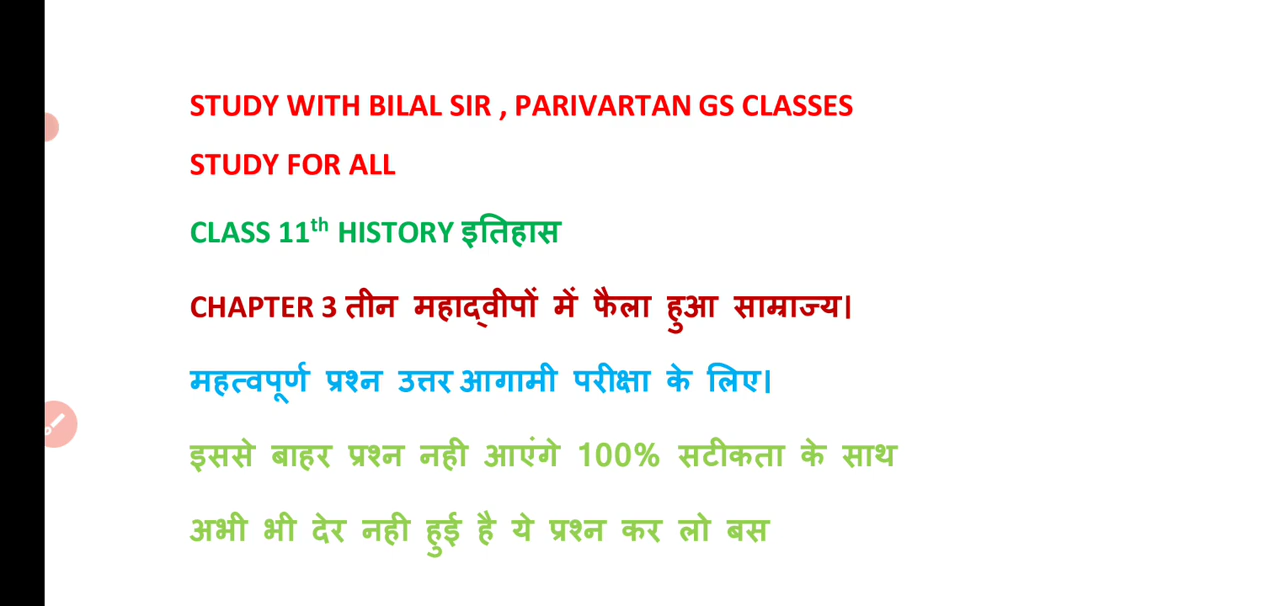 STUDY WITH BILAL SIR , PARIVARTAN GS CLASSES
STUDY FOR ALL
CLASS 11th HISTORY इतिहास
CHAPTER 3 तीन महाद्वीपों में फैला हुआ साम्राज्य।
महत्वपूर्ण प्रश्न उत्तर आगामी परीक्षा के लिए।
इससे बाहर प्रश्न नही आएंगे 100% सटीकता के साथ
अभी भी देर नही हुई है ये प्रश्न कर लो बस